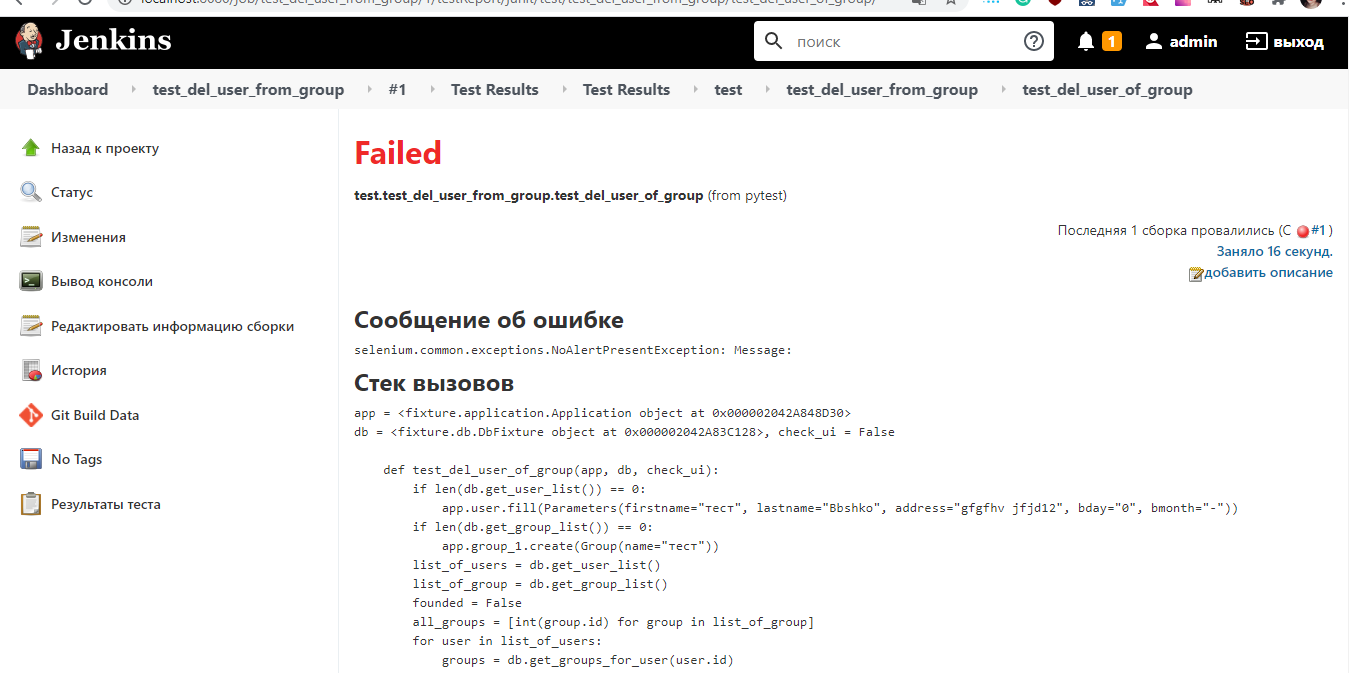 localhost:8080/job/test_del_user_from_group/1/testReport/junit/test/test_del_user_from_group/test_del_user_of_group/
Jenkins
поиск
1
admin
выход
Dashboard
test_del_user_from_group
#1
Test Results
Test Results
test
test_del_user_from_group
test_del_user_of_group
Назад к проекту
Статус
Изменения
Вывод консоли
Редактировать информацию сборки
История
Git Build Data
No Tags
Результаты теста
Failed
test.test_del_user_from_group.test_del_user_of_group (from pytest)
Последняя 1 сборка провалились (С #1 )
Заняло 16 секунд.
добавить описание
Сообщение об ошибке
selenium.common.exceptions.NoAlertPresentException: Message:
Стек вызовов
app = <fixture.application.Application object at 0x000002042A848D30>
db = <fixture.db.DbFixture object at 0x000002042A83C128>, check_ui = False
def test_del_user_of_group(app, db, check_ui):
if len(db.get_user_list()) == 0:
app.user.fill(Parameters(firstname="тест", lastname="Bbshko", address="gfgfhv jfjd12", bday="0", bmonth="-"))
if len(db.get_group_list()) == 0:
app.group_1.create(Group(name="тест"))
list_of_users = db.get_user_list()
list_of_group = db.get_group_list()
founded = False
all_groups = [int(group.id) for group in list_of_group]
for user in list_of_users:
groups = db.get_groups_for_user(user.id)